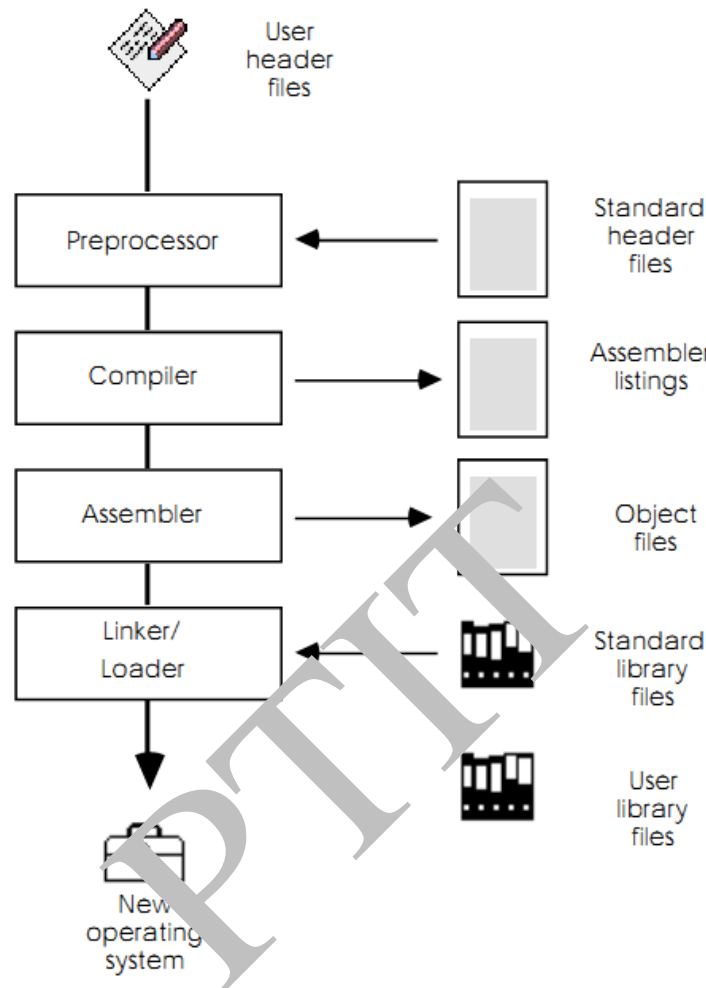 User
header
files
Preprocessor
Standard
header
files
Compiler
Assembler
listings
Assembler
Object
files
Linker/
Loader
Standard
library
files
User
library
files
New
operating
system
PTIT